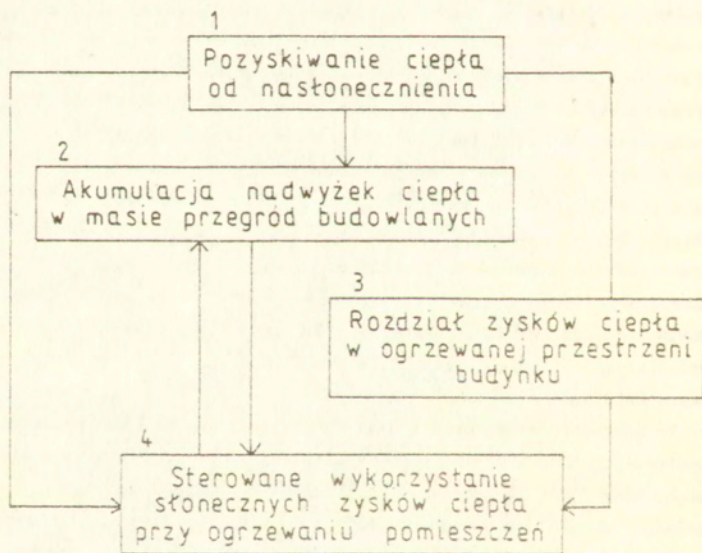 1
Pozyskiwanie ciepła
od nasłonecznienia
2
Akumulacja nadwyżek ciepła
w masie przegród budowlanych
3
Rozdział zysków ciepła
w ogrzewanej przestrzeni
budynku
4
Sterowane wykorzystanie
słonecznych zysków ciepła
przy ogrzewaniu pomieszczeń